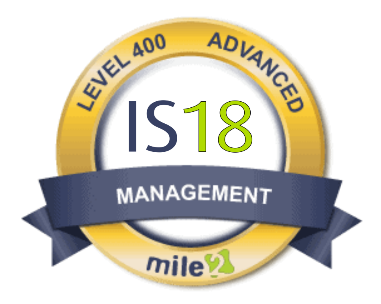 LEVEL 400 ADVANCED
IS18
MANAGEMENT
mile2